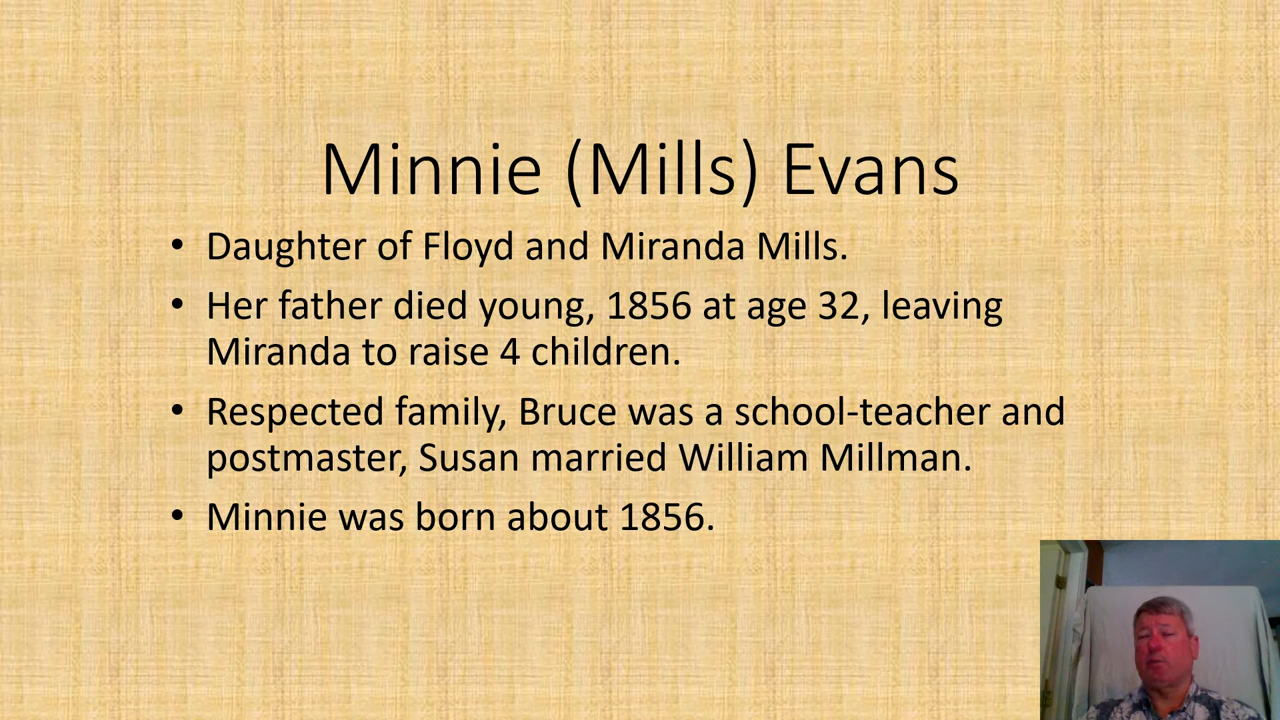 Minnie (Mills) Evans
• Daughter of Floyd and Miranda Mills.
• Her father died young, 1856 at age 32, leaving
Miranda to raise 4 children.
• Respected family, Bruce was a school-teacher and
postmaster, Susan married William Millman.
• Minnie was born about 1856.